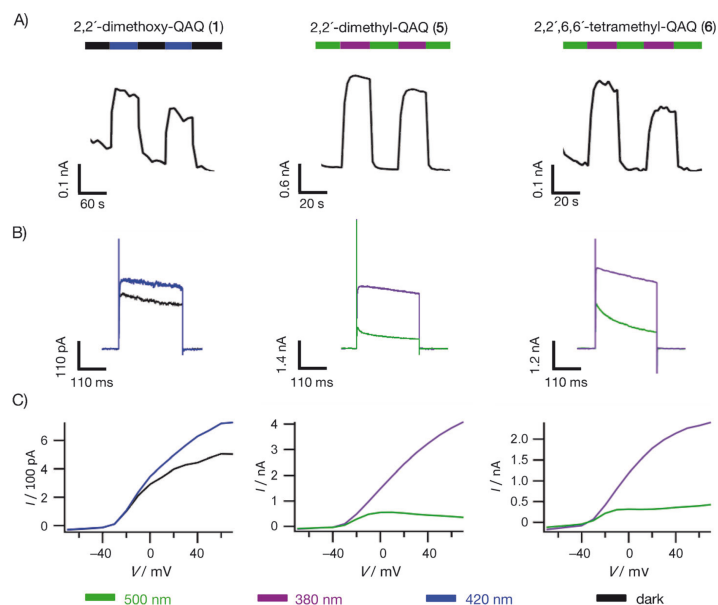 A)
2,2´-dimethoxy-QAQ (1)
2,2´-dimethyl-QAQ (5)
2,2´,6,6´-tetramethyl-QAQ (6)
0.1 nA
60 s
0.6 nA
20 s
0.1 nA
20 s
B)
110 pA
110 ms
1.4 nA
110 ms
1.2 nA
110 ms
C)
I / 100 pA
6
4
2
0
−40
0
40
V/ mV
I / nA
4
3
2
1
0
−40
0
40
V/ mV
I / nA
2.0
1.5
1.0
0.5
0
−40
0
40
V/ mV
500 nm
380 nm
420 nm
dark